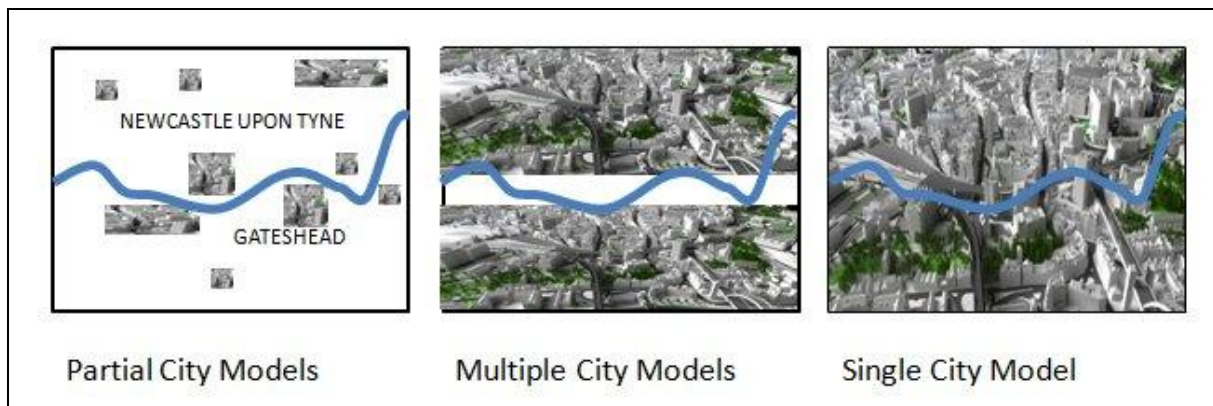 NEWCASTLE UPON TYNE
GATESHEAD
Partial City Models
Multiple City Models
Single City Model